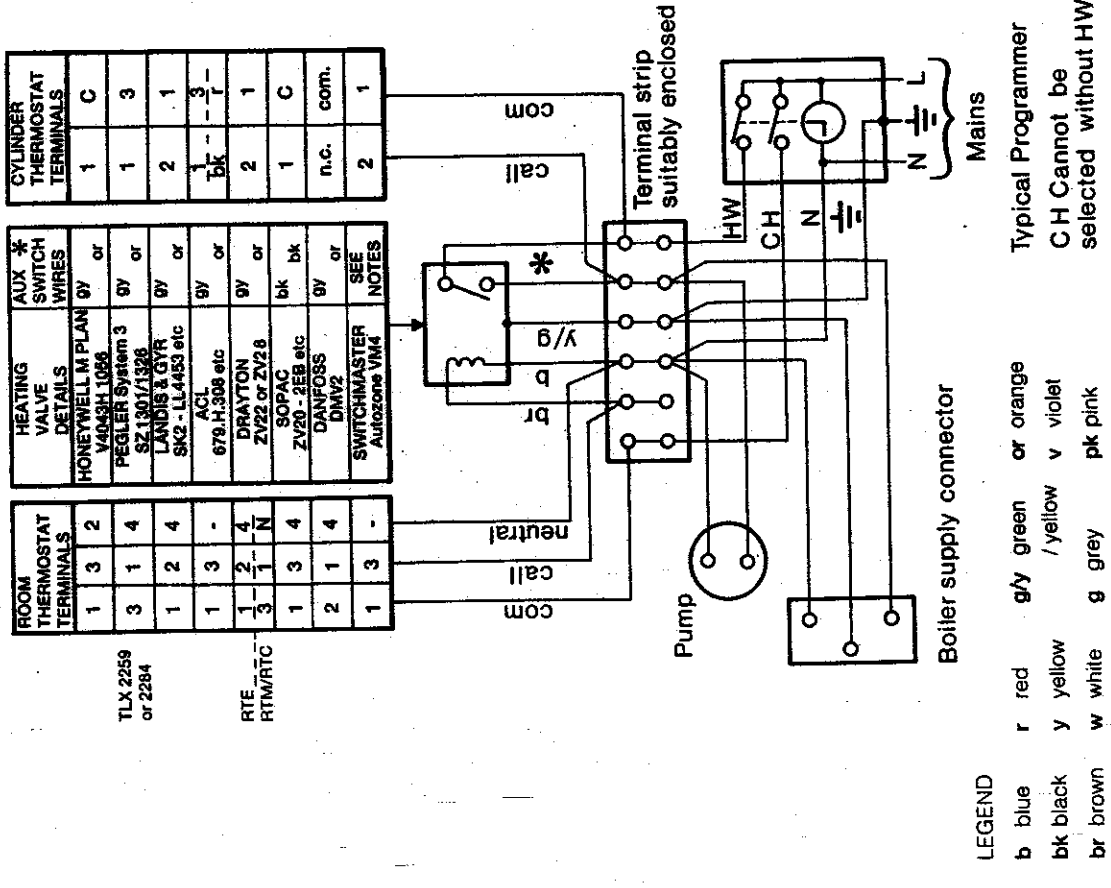 ROOM
THERMOSTAT
TERMINALS
1 3 2
3 1 4
1 2 4
1 3 -
1 2 4
3 1 N
1 3 4
2 1 4
1 3 -
TLX 2259
or 2284
RTE
RTM/RTC
HEATING
VALVE
DETAILS
AUX *
SWITCH
WIRES
HONEYWELL M PLAN
V4043H 1056
gy or
PEGLER System 3
SZ 1301/1326
gy or
LANDIS & GYR
SK2 - LL4453 etc
gy or
ACL
679.H.308 etc
gy or
DRAYTON
ZV22 or ZV28
gy or
SOPAC
ZV20 - 2EB etc
bk bk
DANFOSS
DMV2
gy or
SWITCHMASTER
Autozone VM4
SEE
NOTES
CYLINDER
THERMOSTAT
TERMINALS
1 C
1 3
2 1
1 3
bk r
2 1
1 C
n.c. com.
2 1
com
call
neutral
br
b
y/g
*
call
com
Terminal strip
suitably enclosed
HW
CH
N
N
L
Mains
Pump
Boiler supply connector
Typical Programmer
CH Cannot be
selected without HW
LEGEND
b blue r red g/y green or orange
bk black y yellow /yellow v violet
br brown w white g grey pk pink